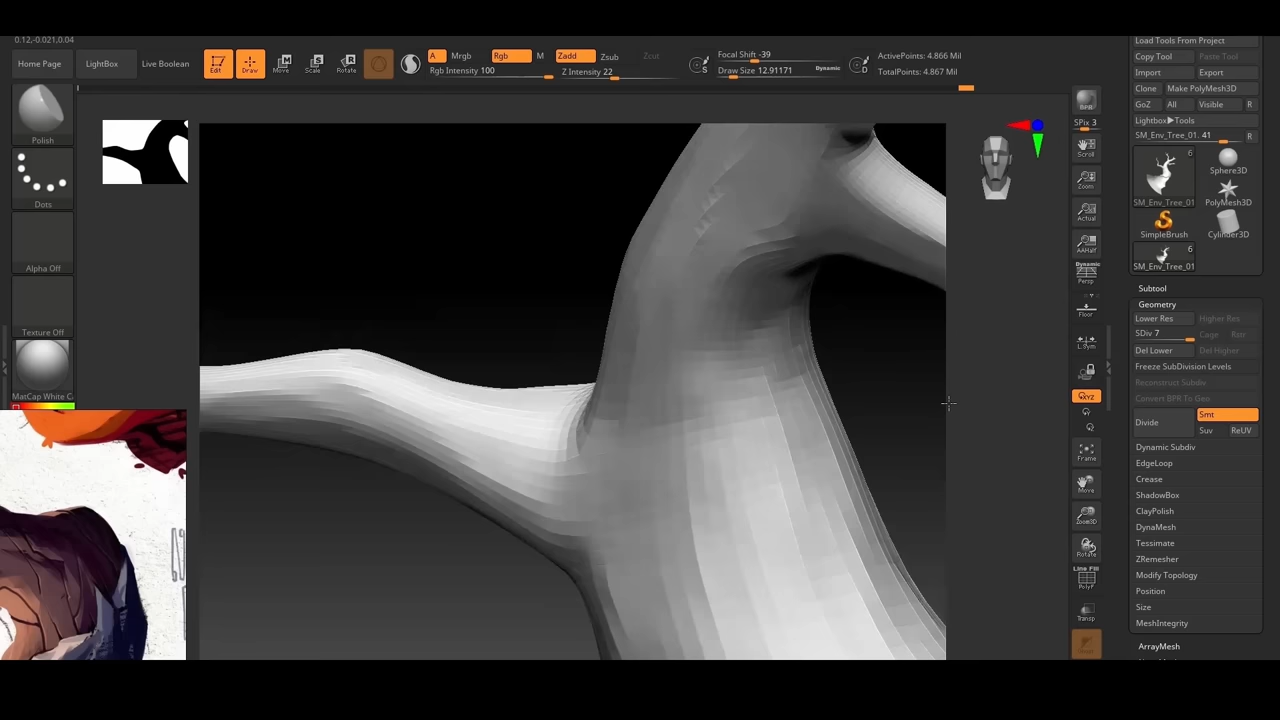 0.12,-0.021,0.04
Home Page
LightBox
Live Boolean
Edit
Draw
Move
Scale
Rotate
A
Mrgb
Rgb
M
Zadd
Zsub
Zcut
Rgb Intensity 100
Z Intensity 22
S
Focal Shift -39
Draw Size 12.91171
Dynamic
D
ActivePoints: 4.866 Mil
TotalPoints: 4.867 Mil
Polish
Dots
Alpha Off
Texture Off
MatCap White C
BPR
SPix 3
Scroll
Zoom
Actual
AAHalf
Dynamic
Persp
Floor
L.Sym
XYZ
Frame
Move
Zoom3D
Rotate
Line Fill
PolyF
Transp
Load Tools From Project
Copy Tool
Paste Tool
Import
Export
Clone
Make PolyMesh3D
GoZ
All
Visible
R
Lightbox▶Tools
SM_Env_Tree_01. 41
R
6
SM_Env_Tree_01
Sphere3D
PolyMesh3D
SimpleBrush
Cylinder3D
6
SM_Env_Tree_01
Subtool
Geometry
Lower Res
Higher Res
SDiv 7
Cage
Rstr
Del Lower
Del Higher
Freeze SubDivision Levels
Reconstruct Subdiv
Convert BPR To Geo
Divide
Smt
Suv
ReUV
Dynamic Subdiv
EdgeLoop
Crease
ShadowBox
ClayPolish
DynaMesh
Tessimate
ZRemesher
Modify Topology
Position
Size
MeshIntegrity
ArrayMesh